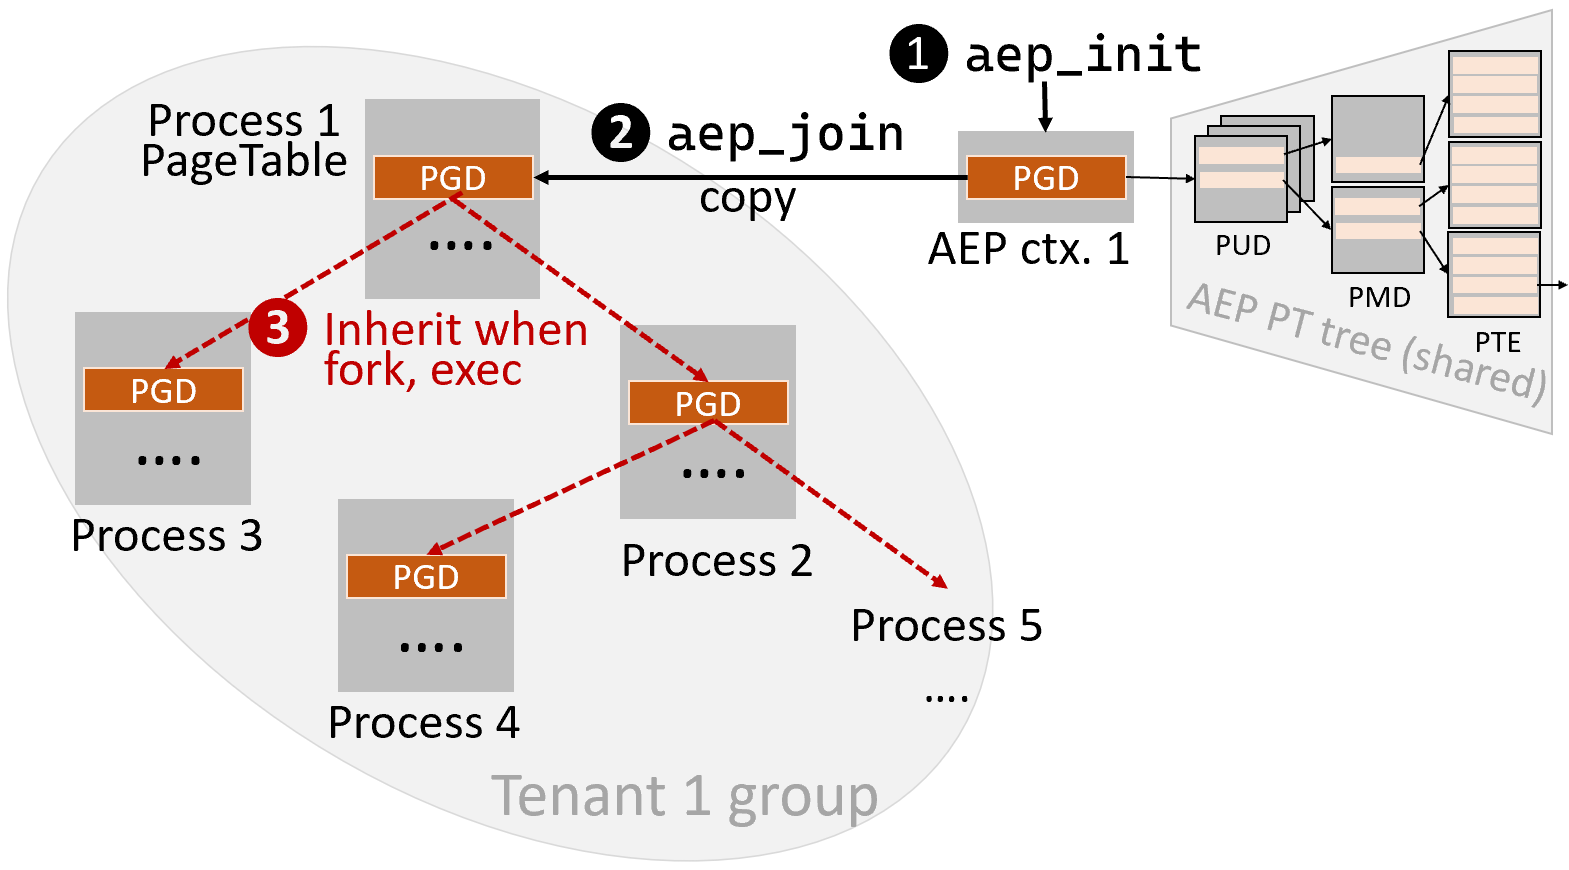 1 aep_init
Process 1
PageTable
2 aep_join
copy
PGD
....
PGD
AEP ctx. 1
PUD
PMD
PTE
AEP PT tree (shared)
3 Inherit when
fork, exec
PGD
....
Process 3
PGD
....
Process 2
PGD
....
Process 4
Process 5
....
Tenant 1 group